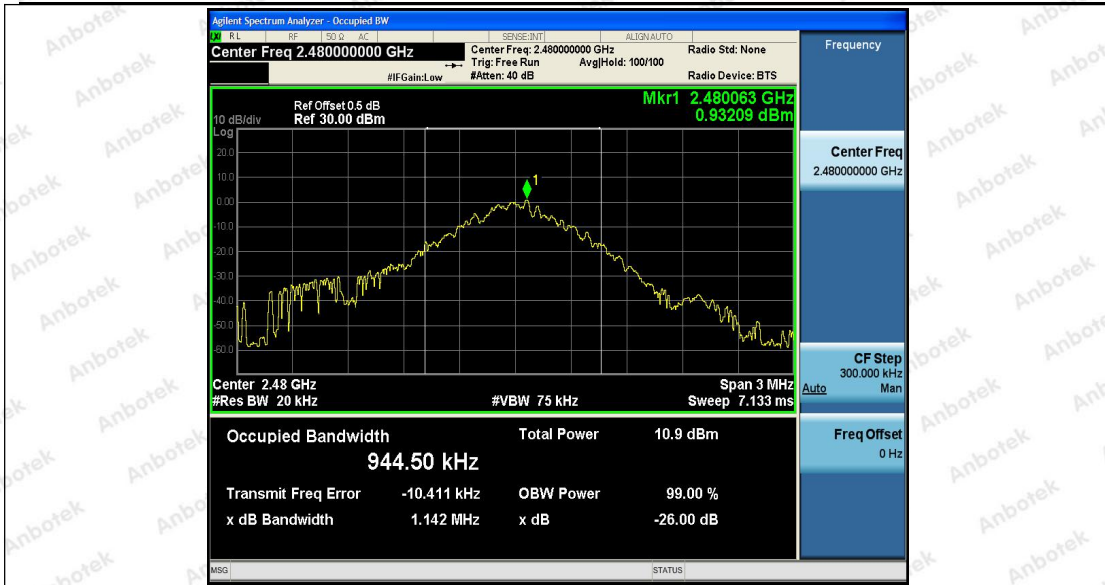 Agilent Spectrum Analyzer - Occupied BW
RL RF 50 Ω AC SENSE:INT ALIGN AUTO
Center Freq 2.480000000 GHz
Center Freq: 2.480000000 GHz Radio Std: None
Trig: Free Run Avg|Hold: 100/100
#IFGain:Low #Atten: 40 dB Radio Device: BTS
Frequency
Mkr1 2.480063 GHz
0.93209 dBm
Ref Offset 0.5 dB
10 dB/div Ref 30.00 dBm
Log
20.0
10.0
0.00
-10.0
-20.0
-30.0
-40.0
-50.0
-60.0
1
Center 2.48 GHz Span 3 MHz
#Res BW 20 kHz #VBW 75 kHz Sweep 7.133 ms
Occupied Bandwidth Total Power 10.9 dBm
944.50 kHz
Transmit Freq Error -10.411 kHz OBW Power 99.00 %
x dB Bandwidth 1.142 MHz x dB -26.00 dB
Center Freq
2.480000000 GHz
CF Step
300.000 kHz
Auto Man
Freq Offset
0 Hz
MSG STATUS
Anbotek